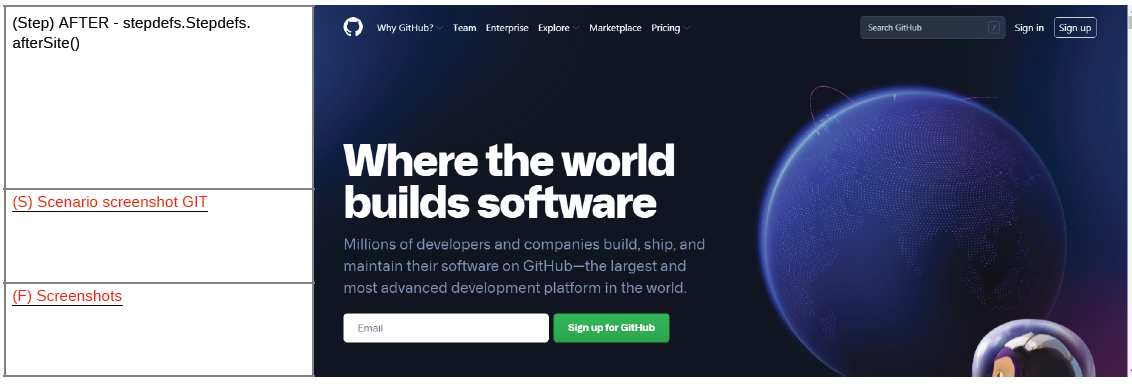 (Step) AFTER - stepdefs.Stepdefs.
afterSite()
(S) Scenario screenshot GIT
(F) Screenshots
Why GitHub? Team Enterprise Explore Marketplace Pricing Search GitHub / Sign in Sign up
Where the world
builds software
Millions of developers and companies build, ship, and
maintain their software on GitHub—the largest and
most advanced development platform in the world.
Email Sign up for GitHub